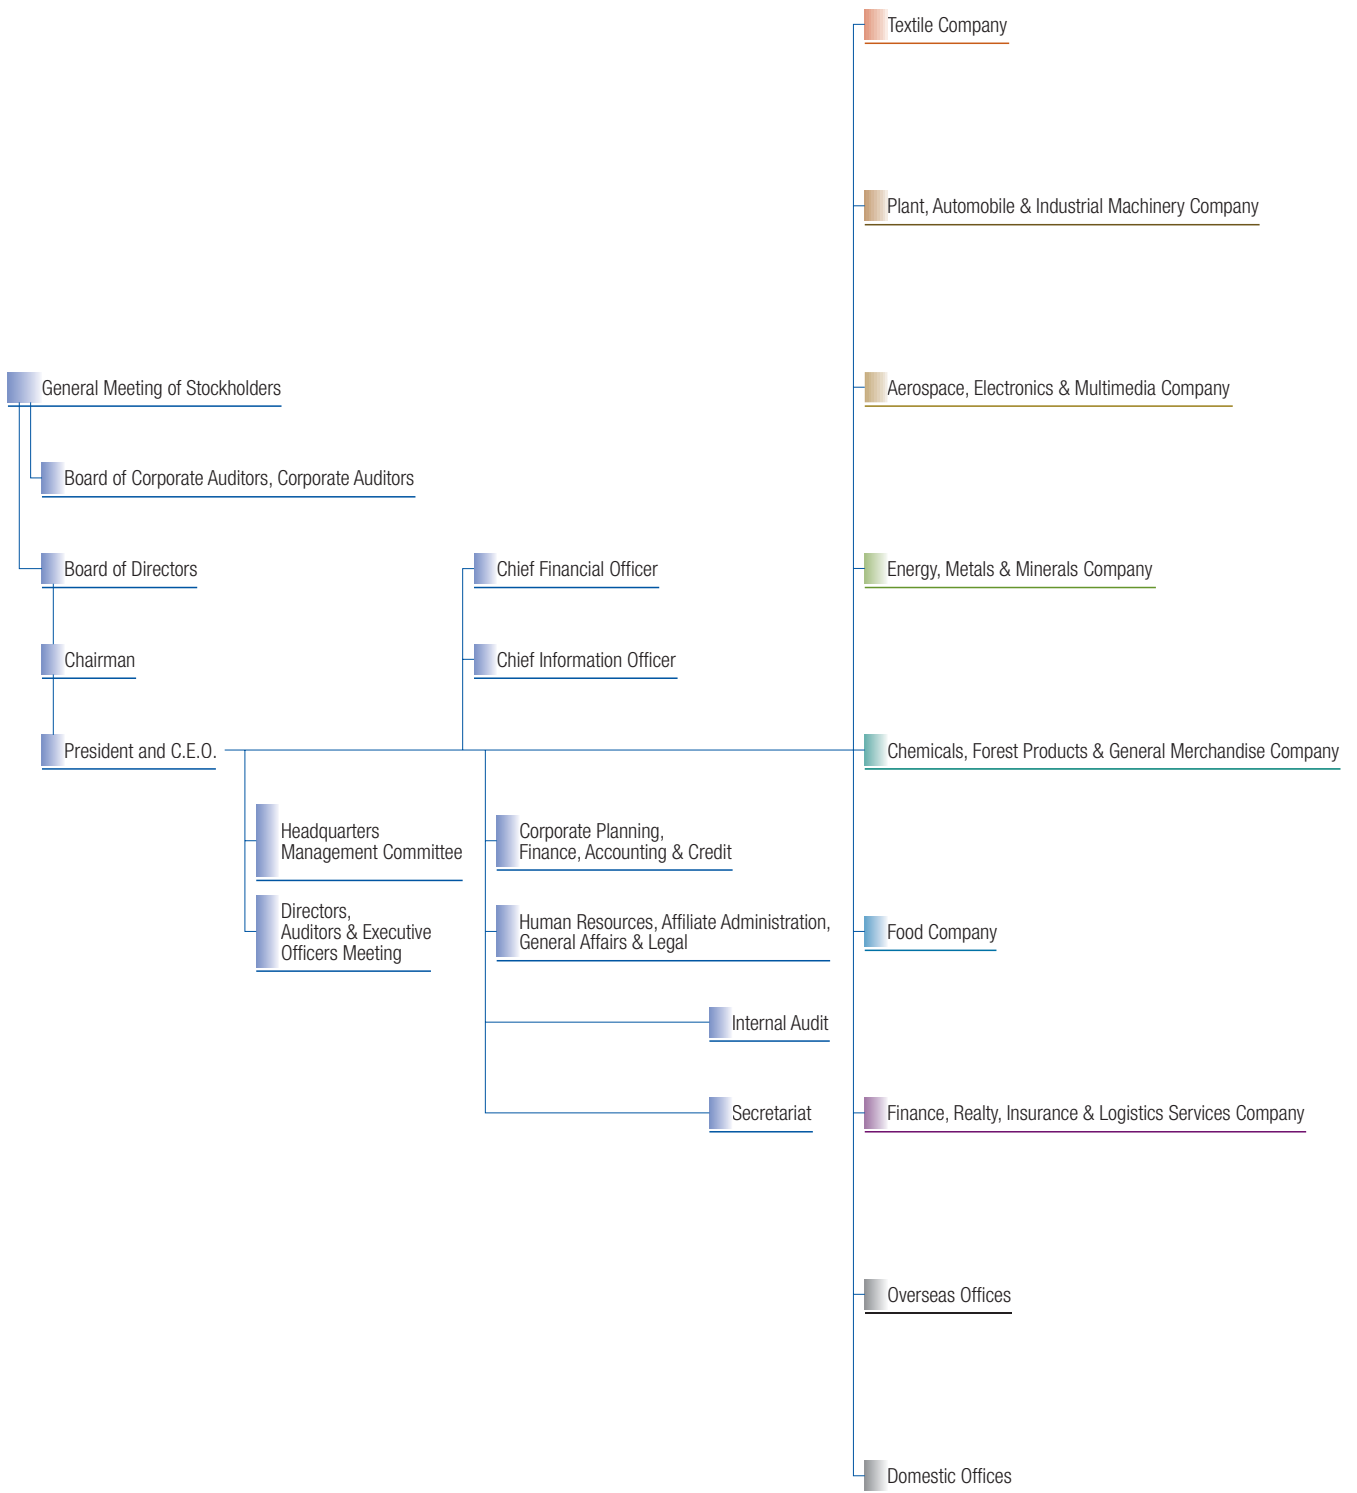 Textile Company
Plant, Automobile & Industrial Machinery Company
General Meeting of Stockholders
Aerospace, Electronics & Multimedia Company
Board of Corporate Auditors, Corporate Auditors
Board of Directors
Chief Financial Officer
Energy, Metals & Minerals Company
Chairman
Chief Information Officer
President and C.E.O.
Chemicals, Forest Products & General Merchandise Company
Headquarters
Management Committee
Corporate Planning,
Finance, Accounting & Credit
Directors,
Auditors & Executive
Officers Meeting
Human Resources, Affiliate Administration,
General Affairs & Legal
Food Company
Internal Audit
Secretariat
Finance, Realty, Insurance & Logistics Services Company
Overseas Offices
Domestic Offices